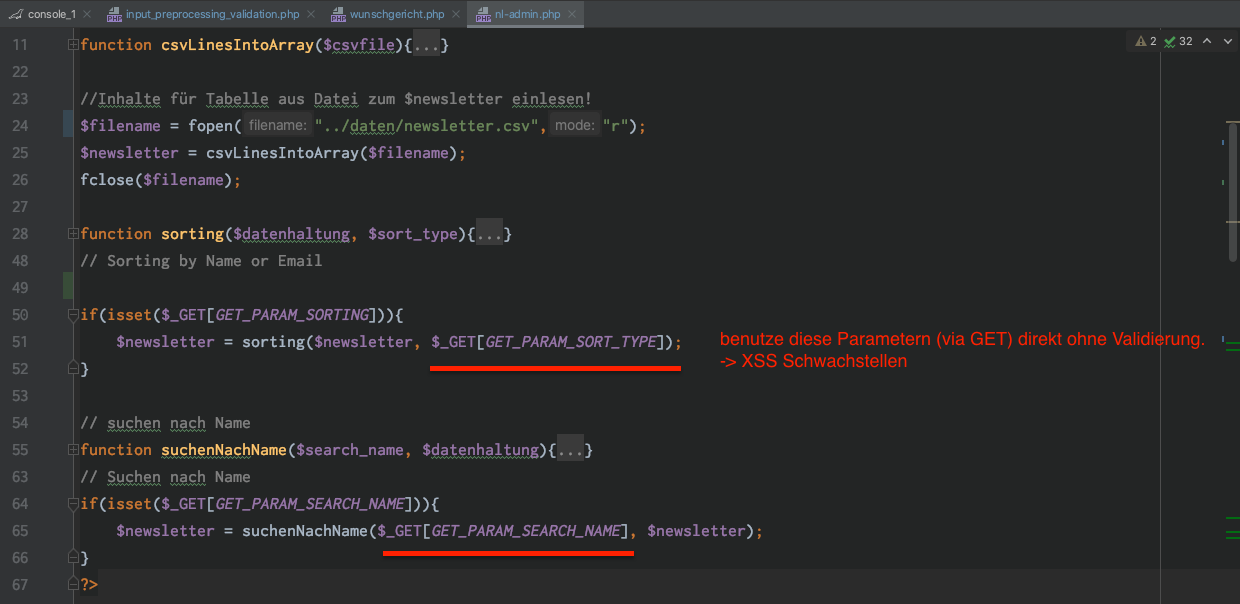 console_1
input_preprocessing_validation.php
wunschgericht.php
nl-admin.php
2 32
11 function csvLinesIntoArray($csvfile){...}
22
23 //Inhalte für Tabelle aus Datei zum $newsletter einlesen!
24 $filename = fopen( filename: "../daten/newsletter.csv", mode: "r");
25 $newsletter = csvLinesIntoArray($filename);
26 fclose($filename);
27
28 function sorting($datenhaltung, $sort_type){...}
48 // Sorting by Name or Email
49
50 if(isset($_GET[GET_PARAM_SORTING])){
51 $newsletter = sorting($newsletter, $_GET[GET_PARAM_SORT_TYPE]);
benutze diese Parametern (via GET) direkt ohne Validierung.
-> XSS Schwachstellen
52 }
53
54 // suchen nach Name
55 function suchenNachName($search_name, $datenhaltung){...}
63 // Suchen nach Name
64 if(isset($_GET[GET_PARAM_SEARCH_NAME])){
65 $newsletter = suchenNachName($_GET[GET_PARAM_SEARCH_NAME], $newsletter);
66 }
67 ?>